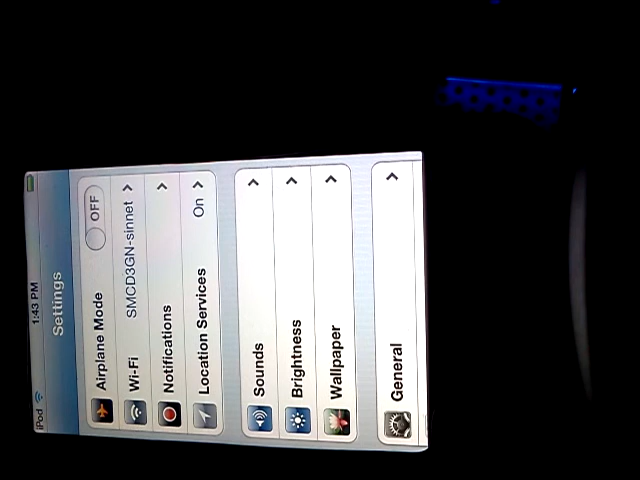 iPod 1:43 PM
Settings
Airplane Mode OFF
Wi-Fi SMCD3GN-sinnet
Notifications
Location Services On
Sounds
Brightness
Wallpaper
General